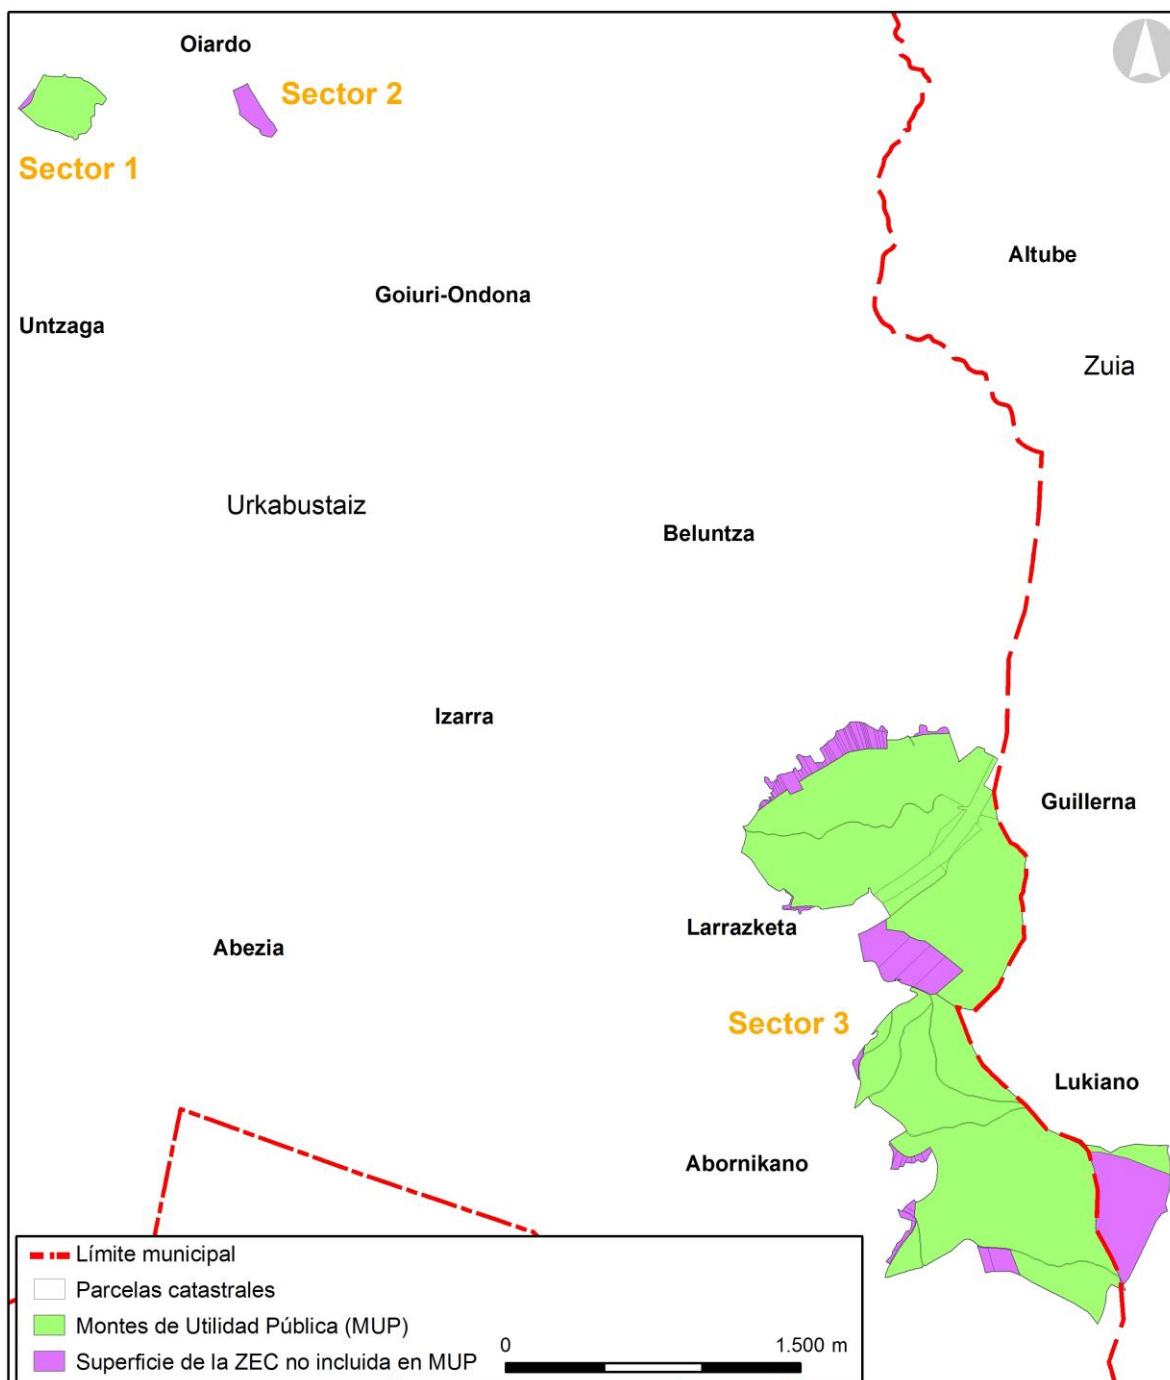 Oiardo
Sector 2
Sector 1
Altube
Goiuri-Ondona
Untzaga
Zuia
Urkabustaiz
Beluntza
Izarra
Guillerna
Larrazketa
Abezia
Sector 3
Lukiano
Abornikano
Límite municipal
Parcelas catastrales
Montes de Utilidad Pública (MUP)
Superficie de la ZEC no incluida en MUP
0 1.500 m